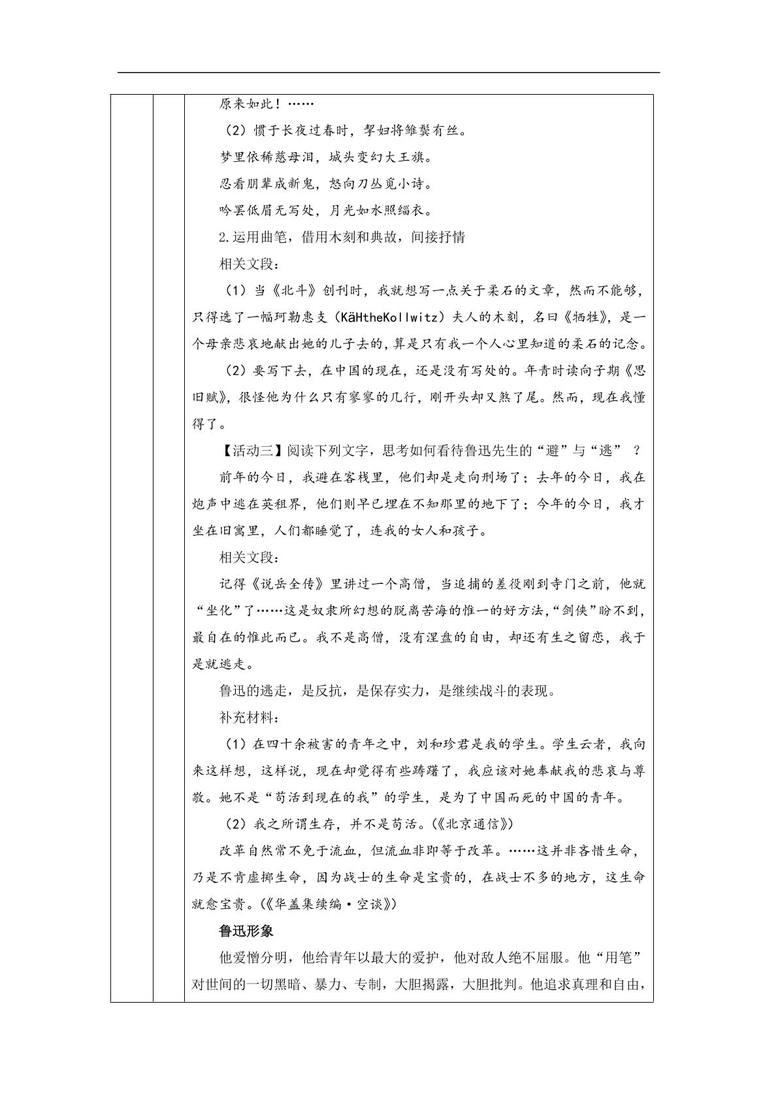 原来如此！……
（2）惯于长夜过春时，挈妇将雏鬓有丝。
梦里依稀慈母泪，城头变幻大王旗。
忍看朋辈成新鬼，怒向刀丛觅小诗。
吟罢低眉无写处，月光如水照缁衣。
2.运用曲笔，借用木刻和典故，间接抒情
相关文段：
（1）当《北斗》创刊时，我就想写一点关于柔石的文章，然而不能够，
只得选了一幅珂勒惠支（KäHtheKollwitz）夫人的木刻，名曰《牺牲》，是一
个母亲悲哀地献出她的儿子去的，算是只有我一个人心里知道的柔石的记念。
（2）要写下去，在中国的现在，还是没有写处的。年青时读向子期《思
旧赋》，很怪他为什么只有寥寥的几行，刚开头却又煞了尾。然而，现在我懂
得了。
【活动三】阅读下列文字，思考如何看待鲁迅先生的“避”与“逃” ？
前年的今日，我避在客栈里，他们却是走向刑场了；去年的今日，我在
炮声中逃在英租界，他们则早已埋在不知那里的地下了；今年的今日，我才
坐在旧寓里，人们都睡觉了，连我的女人和孩子。
相关文段：
记得《说岳全传》里讲过一个高僧，当追捕的差役刚到寺门之前，他就
“坐化”了……这是奴隶所幻想的脱离苦海的惟一的好方法，“剑侠”盼不到，
最自在的惟此而已。我不是高僧，没有涅盘的自由，却还有生之留恋，我于
是就逃走。
鲁迅的逃走，是反抗，是保存实力，是继续战斗的表现。
补充材料：
（1）在四十余被害的青年之中，刘和珍君是我的学生。学生云者，我向
来这样想，这样说，现在却觉得有些踌躇了，我应该对她奉献我的悲哀与尊
敬。她不是“苟活到现在的我”的学生，是为了中国而死的中国的青年。
（2）我之所谓生存，并不是苟活。（《北京通信》）
改革自然常不免于流血，但流血非即等于改革。……这并非吝惜生命，
乃是不肯虚掷生命，因为战士的生命是宝贵的，在战士不多的地方，这生命
就愈宝贵。（《华盖集续编·空谈》）
鲁迅形象
他爱憎分明，他给青年以最大的爱护，他对敌人绝不屈服。他“用笔”
对世间的一切黑暗、暴力、专制，大胆揭露，大胆批判。他追求真理和自由，